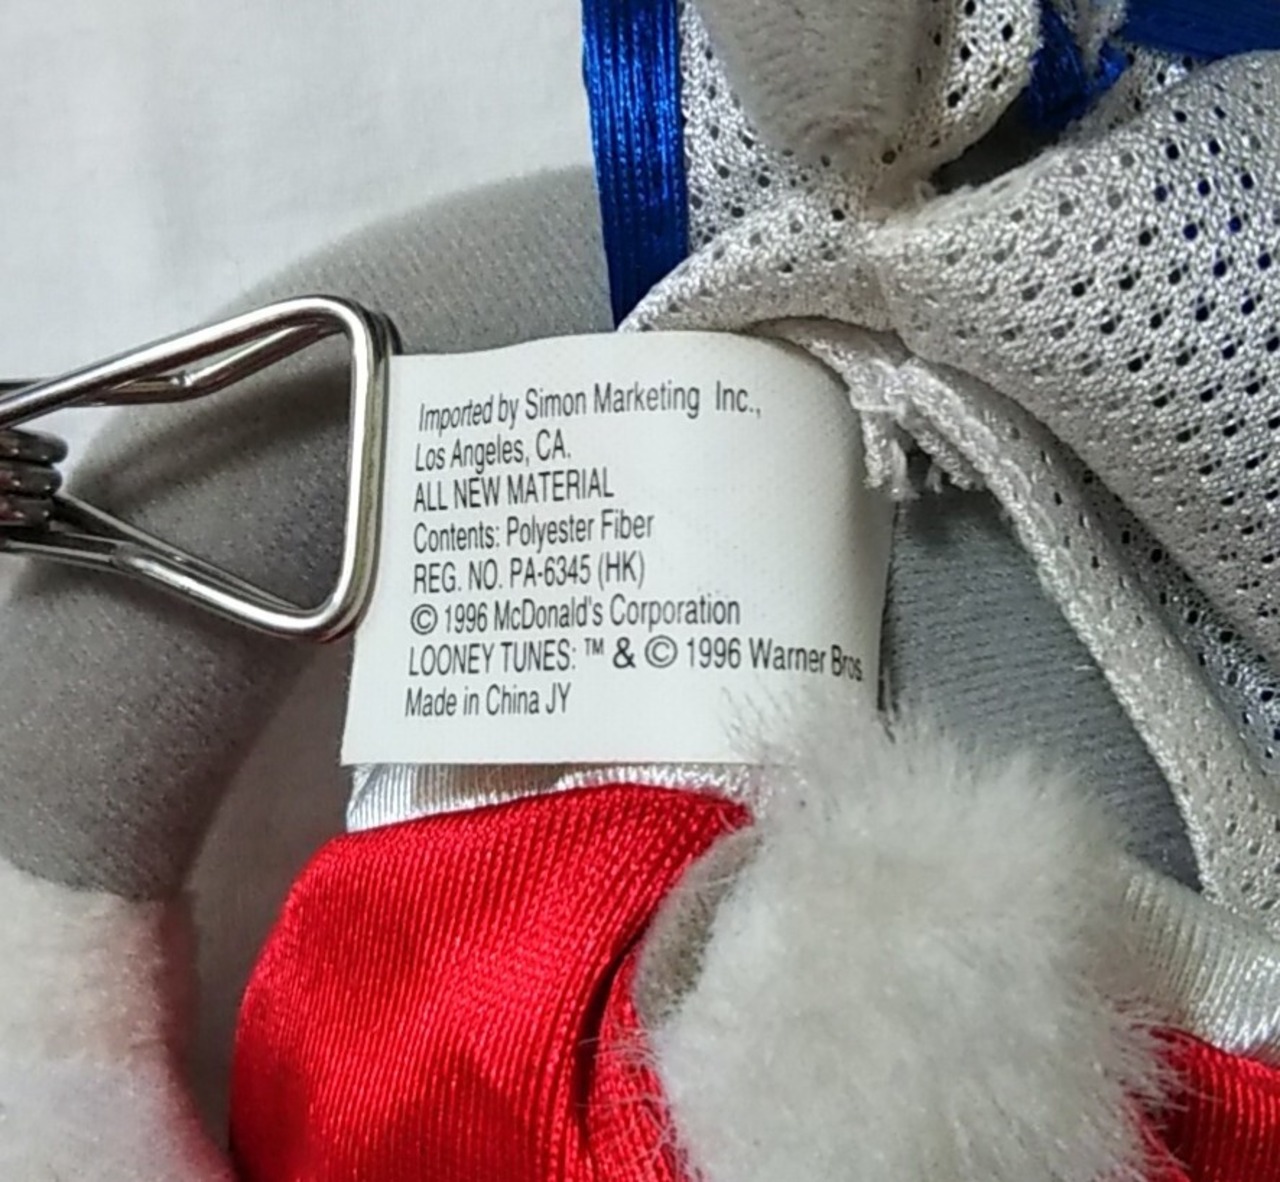 Imported by Simon Marketing Inc.,
Los Angeles, CA.
ALL NEW MATERIAL
Contents: Polyester Fiber
REG. NO. PA-6345 (HK)
© 1996 McDonald's Corporation
LOONEY TUNES: ™ & © 1996 Warner Bros.
Made in China JY